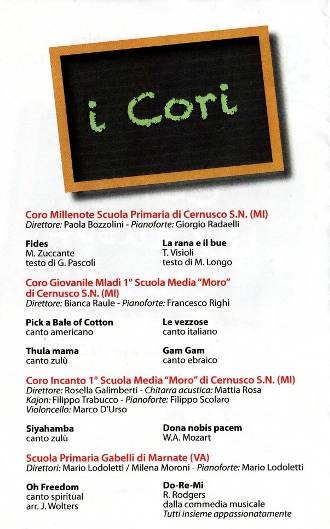 i Cori
Coro Millenote Scuola Primaria di Cernusco S.N. (MI)
Direttore: Paola Bozzolini - Pianoforte: Giorgio Radaelli
Fides
M. Zuccante
testo di G. Pascoli
La rana e il bue
T. Visioli
testo di M. Longo
Coro Giovanile Mladì 1° Scuola Media “Moro”
di Cernusco S.N. (MI)
Direttore: Bianca Raule - Pianoforte: Francesco Righi
Pick a Bale of Cotton
canto americano
Le vezzose
canto italiano
Thula mama
canto zulù
Gam Gam
canto ebraico
Coro Incanto 1° Scuola Media “Moro” di Cernusco S.N. (MI)
Direttore: Rosella Galimberti - Chitarra acustica: Mattia Rosa
Kajon: Filippo Trabucco - Pianoforte: Filippo Scolaro
Violoncello: Marco D'Urso
Siyahamba
canto zulù
Dona nobis pacem
W.A. Mozart
Scuola Primaria Gabelli di Marnate (VA)
Direttori: Mario Lodoletti / Milena Moroni - Pianoforte: Mario Lodoletti
Oh Freedom
canto spiritual
arr. J. Wolters
Do-Re-Mi
R. Rodgers
dalla commedia musicale
Tutti insieme appassionatamente